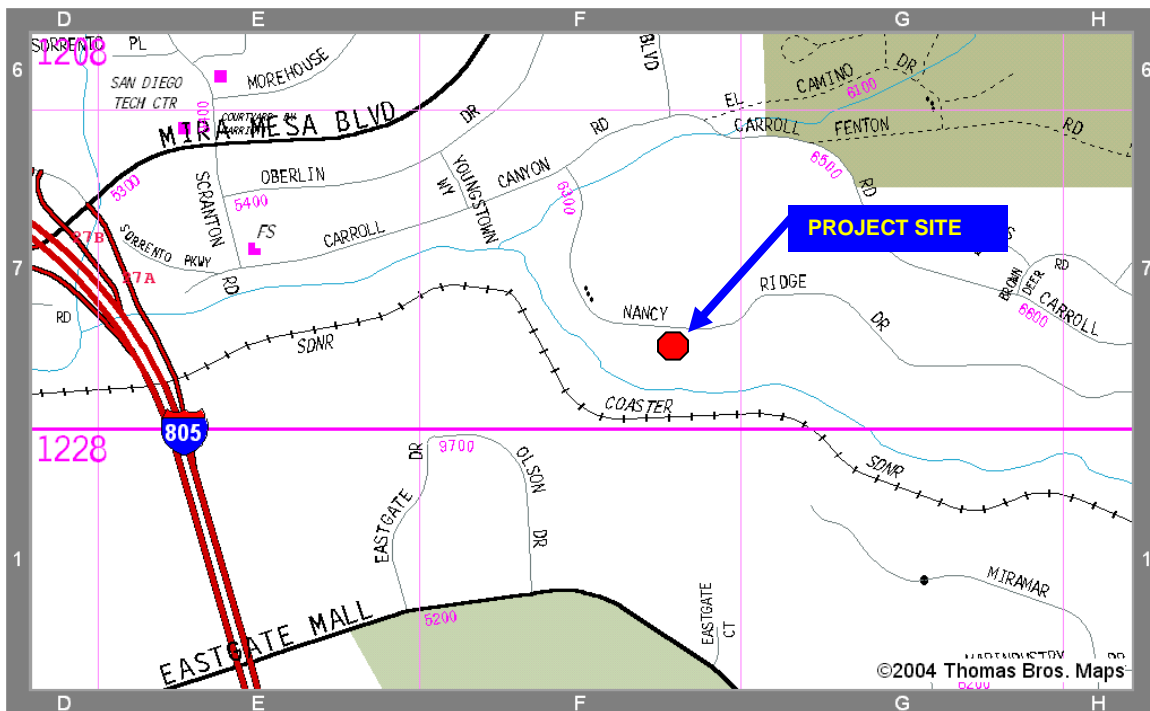 D E F G H
SORRENTO PL
1208
6
SAN DIEGO
TECH CTR
MOREHOUSE
BLVD
CAMINO
DR
6100
EL
6
MIRA MESA BLVD
DR
RD
CARROLL
FENTON
RD
5300
SCRANTON
OBERLIN
5400
YOUNGSTOWN
WY
CANYON
6300
6500
RD
FS
SORRENTO PKWY
CARROLL
PROJECT SITE
27B
27A
7
RD
RD
NANCY
RIDGE
DR
BROWN
DEER
RD
CARROLL
6600
7
SDNR
COASTER
805
1228
DR
9700
OLSON
DR
SDNR
EASTGATE
1
MIRAMAR
1
EASTGATE MALL
5200
EASTGATE
CT
DR
©2004 Thomas Bros. Maps
D E F G H